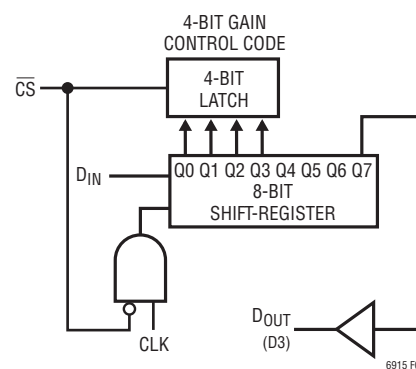 4-BIT GAIN
CONTROL CODE
CS
4-BIT
LATCH
DIN
Q0 Q1 Q2 Q3 Q4 Q5 Q6 Q7
8-BIT
SHIFT-REGISTER
CLK
DOUT
(D3)
6915 F